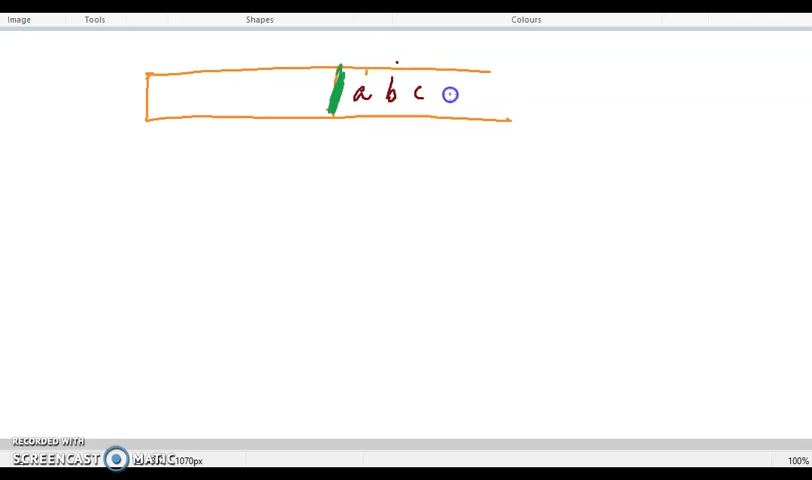 Image Tools Shapes Colours
a b c
RECORDED WITH
SCREENCAST MATIC
1070px 100%